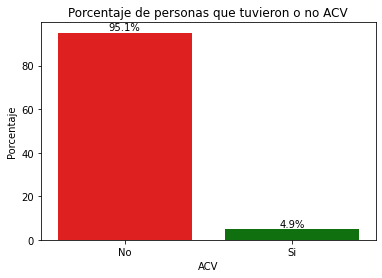 Porcentaje de personas que tuvieron o no ACV
95.1%
4.9%
Porcentaje
80
60
40
20
0
No
Si
ACV